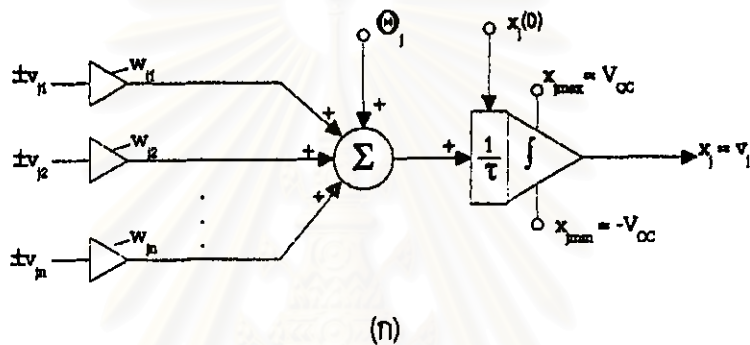 Θj
xj(0)
±vj1
wj1
xjmax = VCC
+
+
±vj2
wj2
+
Σ
+
1/τ
∫
xj = vj
+
±vjn
wjn
xjmin = -VCC
(ก)